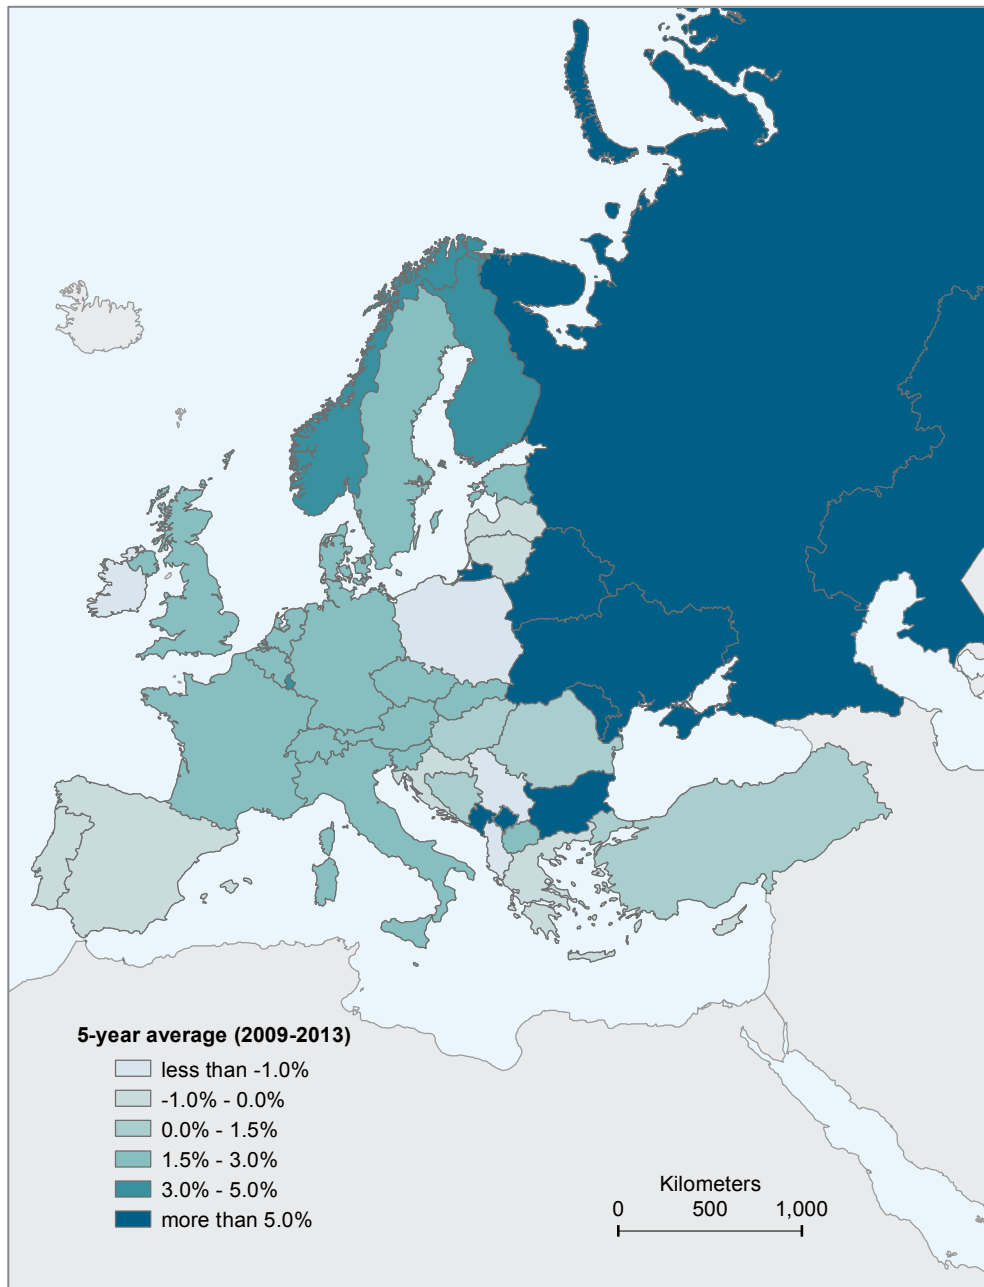 5-year average (2009-2013)
less than -1.0%
-1.0% - 0.0%
0.0% - 1.5%
1.5% - 3.0%
3.0% - 5.0%
more than 5.0%
Kilometers
0 500 1,000